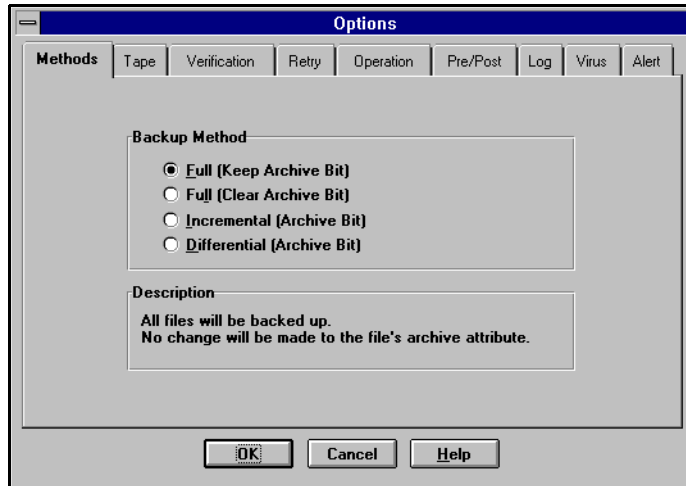 Options
Methods Tape Verification Retry Operation Pre/Post Log Virus Alert
Backup Method
Full (Keep Archive Bit)
Full (Clear Archive Bit)
Incremental (Archive Bit)
Differential (Archive Bit)
Description
All files will be backed up.
No change will be made to the file's archive attribute.
OK Cancel Help